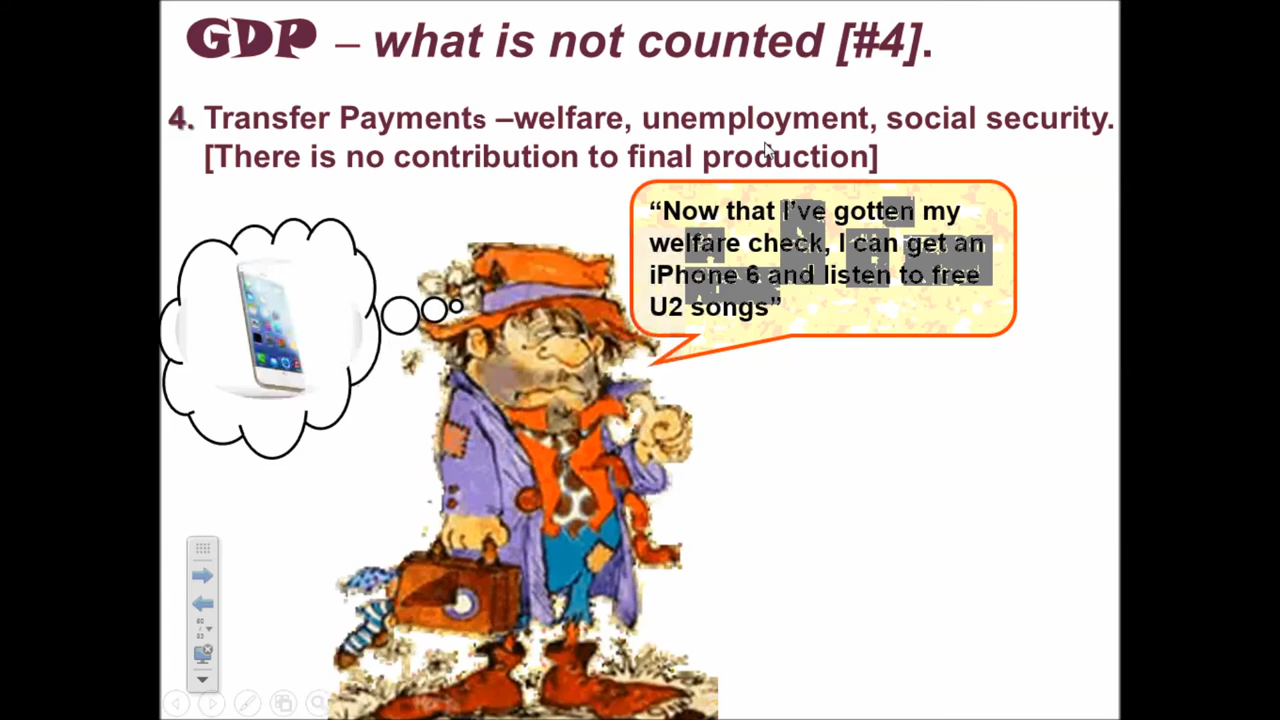 GDP – what is not counted [#4].
4. Transfer Payments –welfare, unemployment, social security.
[There is no contribution to final production]
“Now that I’ve gotten my
welfare check, I can get an
iPhone 6 and listen to free
U2 songs”